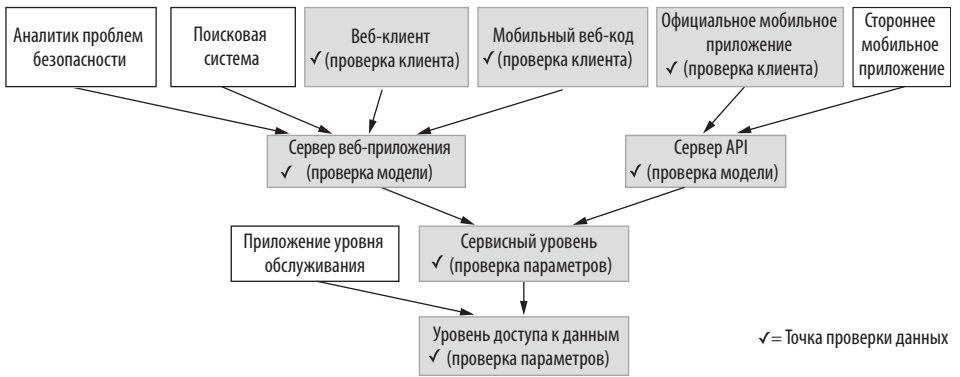 Аналитик проблем
безопасности
Поисковая
система
Веб-клиент
✓ (проверка клиента)
Мобильный веб-код
✓ (проверка клиента)
Официальное мобильное
приложение
✓ (проверка клиента)
Стороннее
мобильное
приложение
Сервер веб-приложения
✓ (проверка модели)
Сервер API
✓ (проверка модели)
Приложение уровня
обслуживания
Сервисный уровень
✓ (проверка параметров)
Уровень доступа к данным
✓ (проверка параметров)
✓= Точка проверки данных